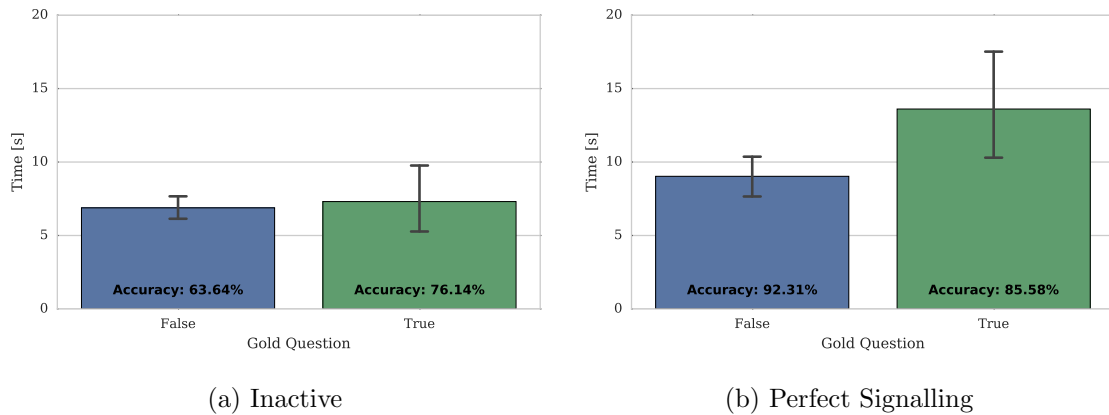 20
15
10
5
0
Time [s]
Accuracy: 63.64%
Accuracy: 76.14%
False
True
Gold Question
(a) Inactive
20
15
10
5
0
Time [s]
Accuracy: 92.31%
Accuracy: 85.58%
False
True
Gold Question
(b) Perfect Signalling